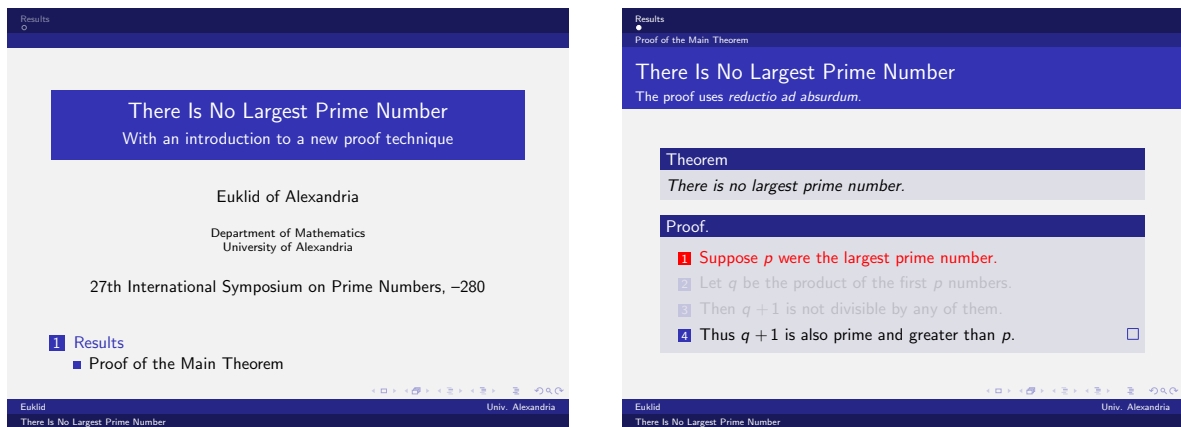 Results
There Is No Largest Prime Number
With an introduction to a new proof technique
Euklid of Alexandria
Department of Mathematics
University of Alexandria
27th International Symposium on Prime Numbers, –280
1 Results
Proof of the Main Theorem
Euklid Univ. Alexandria
There Is No Largest Prime Number
Results
Proof of the Main Theorem
There Is No Largest Prime Number
The proof uses reductio ad absurdum.
Theorem
There is no largest prime number.
Proof.
1 Suppose p were the largest prime number.
2 Let q be the product of the first p numbers.
3 Then q + 1 is not divisible by any of them.
4 Thus q + 1 is also prime and greater than p.
Euklid Univ. Alexandria
There Is No Largest Prime Number